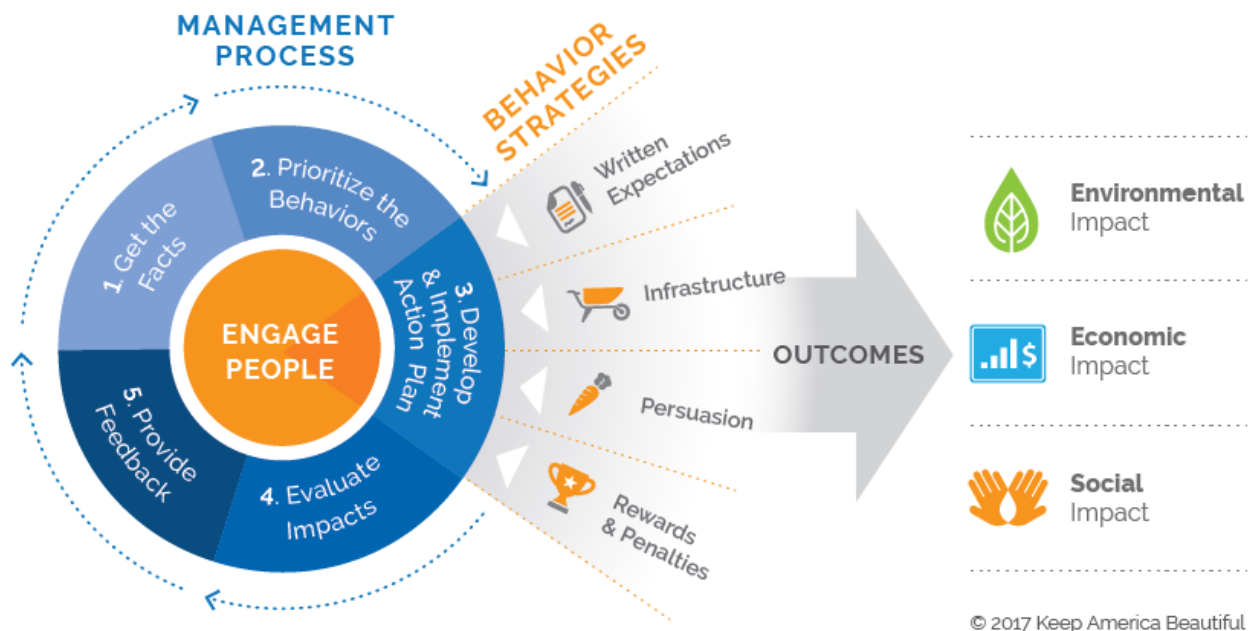 MANAGEMENT
PROCESS
BEHAVIOR
STRATEGIES
1. Get the
Facts
2. Prioritize the
Behaviors
3. Develop
& Implement
Action Plan
4. Evaluate
Impacts
5. Provide
Feedback
ENGAGE
PEOPLE
Written
Expectations
Infrastructure
Persuasion
Rewards
& Penalties
OUTCOMES
Environmental
Impact
$
Economic
Impact
Social
Impact
© 2017 Keep America Beautiful